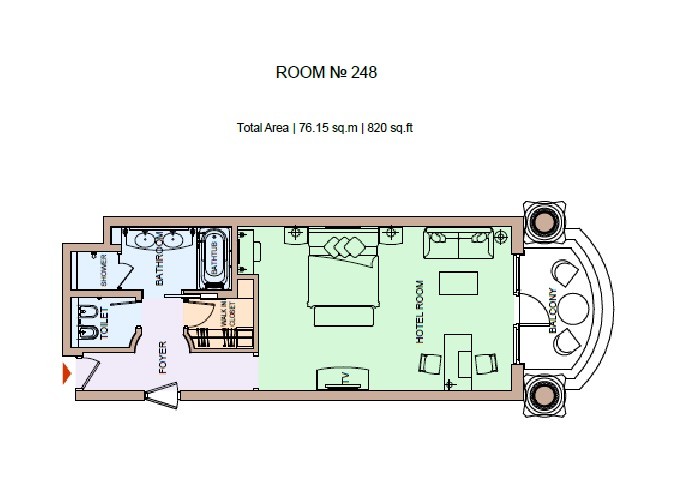 ROOM № 248
Total Area | 76.15 sq.m | 820 sq.ft
SHOWER
BATHROOM
BATHTUB
TOILET
WALK IN
CLOSET
FOYER
TV
HOTEL ROOM
BALCONY